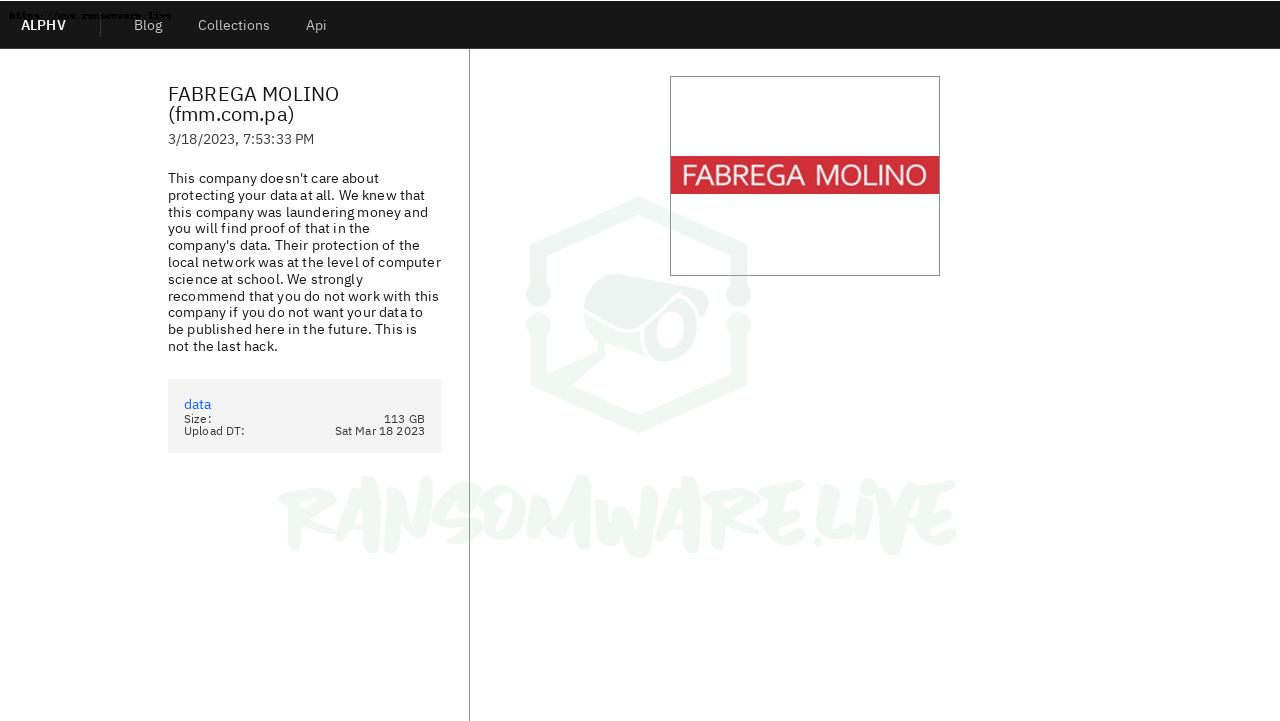 https://www.ransomware.live
ALPHV
Blog
Collections
Api
FABREGA MOLINO
(fmm.com.pa)
3/18/2023, 7:53:33 PM
This company doesn't care about
protecting your data at all. We knew that
this company was laundering money and
you will find proof of that in the
company's data. Their protection of the
local network was at the level of computer
science at school. We strongly
recommend that you do not work with this
company if you do not want your data to
be published here in the future. This is
not the last hack.
data
Size: 113 GB
Upload DT: Sat Mar 18 2023
FABREGA MOLINO
RANSOMWARE.LIVE